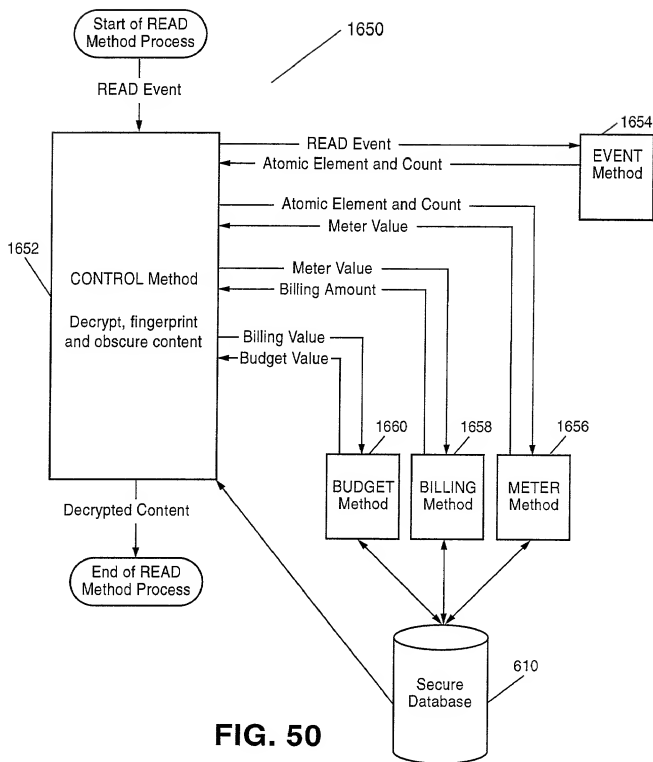 Start of READ
Method Process
1650
READ Event
1654
READ Event
Atomic Element and Count
EVENT
Method
Atomic Element and Count
Meter Value
1652
CONTROL Method
Decrypt, fingerprint
and obscure content
Meter Value
Billing Amount
Billing Value
Budget Value
1660
1658
1656
BUDGET
Method
BILLING
Method
METER
Method
Decrypted Content
End of READ
Method Process
Secure
Database
610
FIG. 50